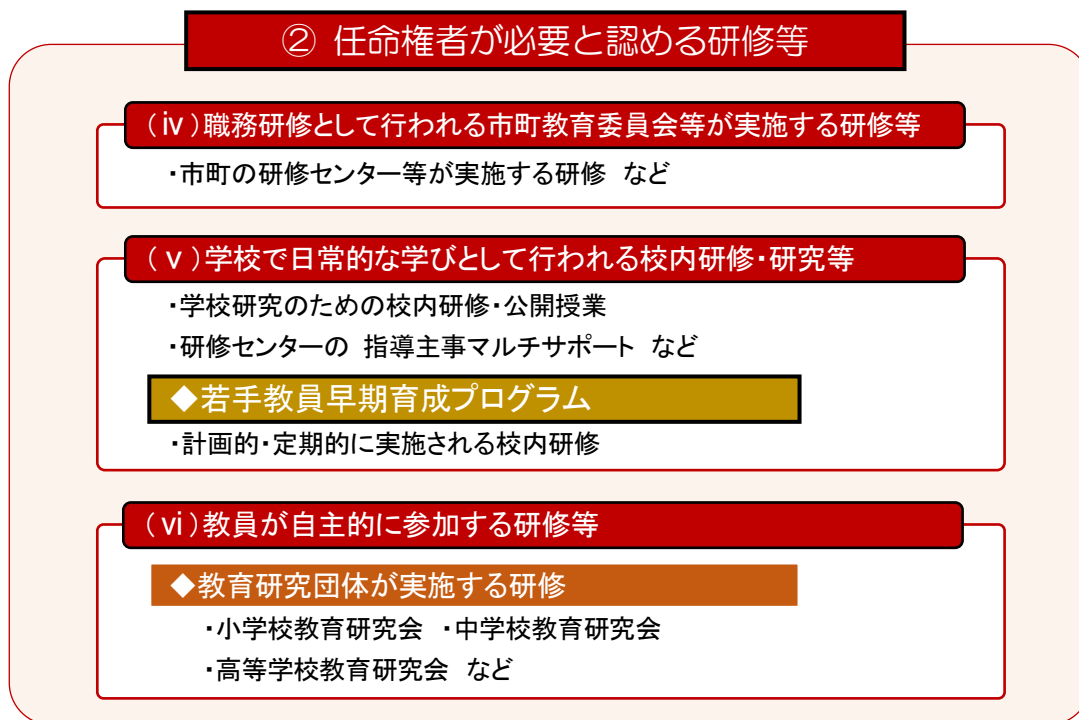 ② 任命権者が必要と認める研修等
(ⅳ)職務研修として行われる市町教育委員会等が実施する研修等
・市町の研修センター等が実施する研修 など
(ⅴ)学校で日常的な学びとして行われる校内研修・研究等
・学校研究のための校内研修・公開授業
・研修センターの 指導主事マルチサポート など
◆若手教員早期育成プログラム
・計画的・定期的に実施される校内研修
(ⅵ)教員が自主的に参加する研修等
◆教育研究団体が実施する研修
・小学校教育研究会 ・中学校教育研究会
・高等学校教育研究会 など